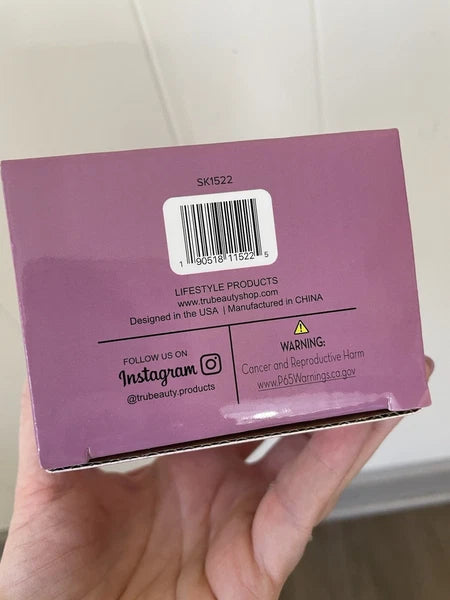 SK1522
1 90518 11522 5
LIFESTYLE PRODUCTS
www.trubeautyshop.com
Designed in the USA | Manufactured in CHINA
FOLLOW US ON
Instagram
@trubeauty.products
WARNING:
Cancer and Reproductive Harm
www.P65Warnings.ca.gov